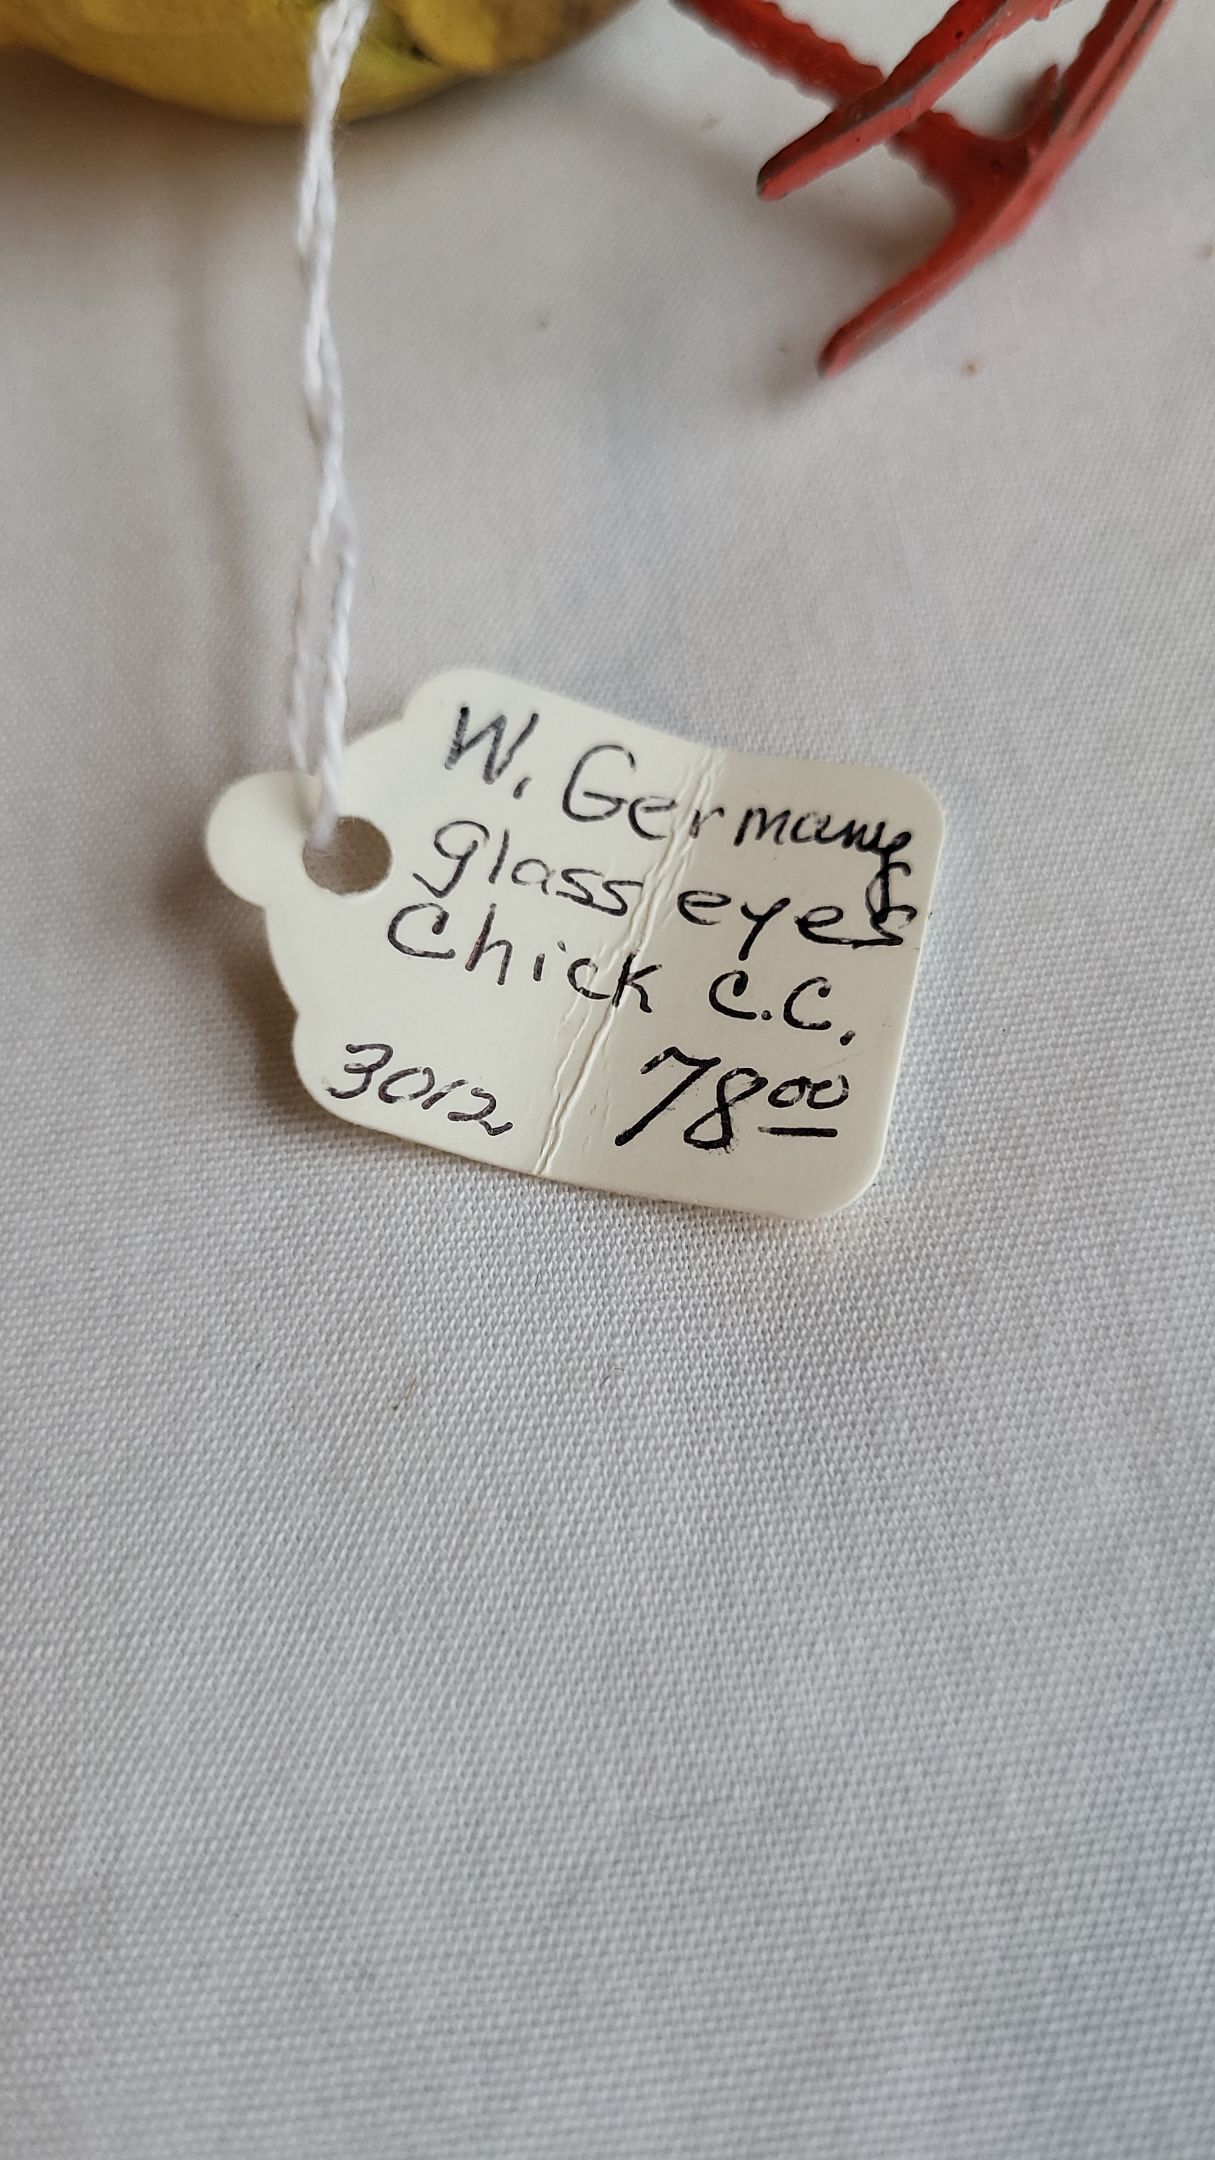 W. Germany
glass eyes
Chick C.C.
3012 78.00